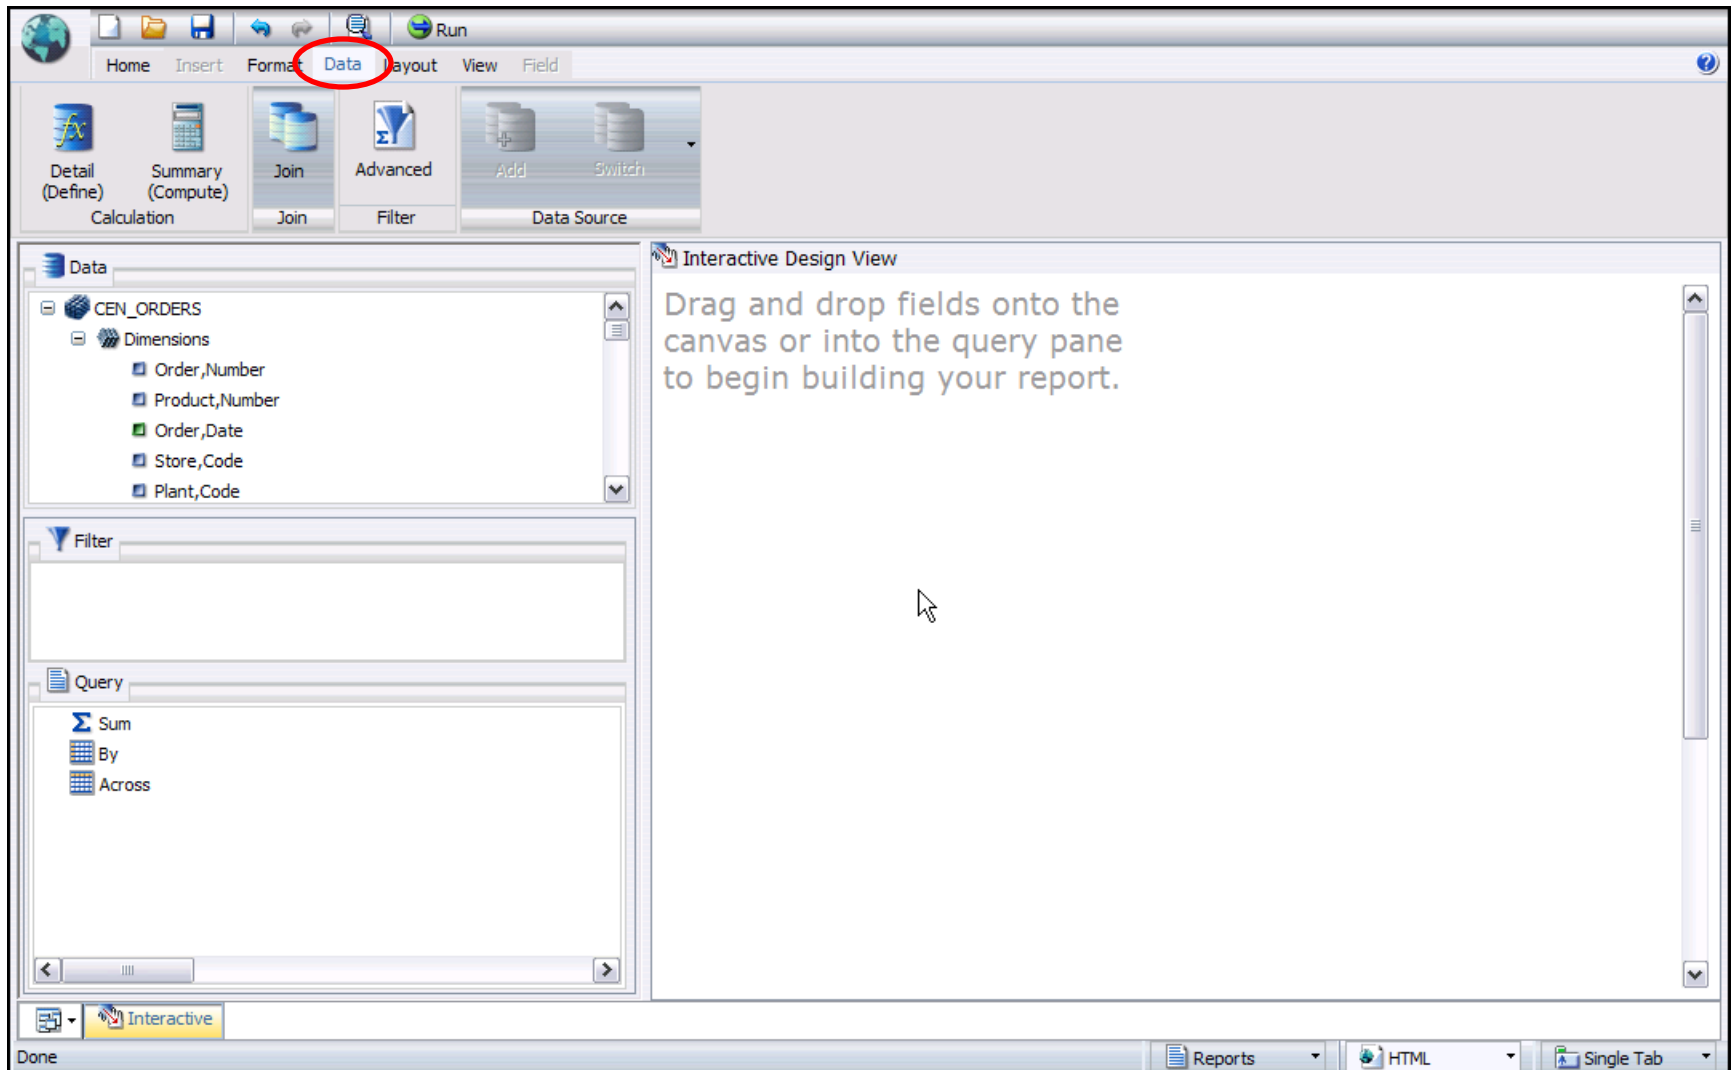 Run
Home Insert Format Data Layout View Field
Detail (Define)
Summary (Compute)
Join
Advanced
Add
Switch
Calculation
Join
Filter
Data Source
Data
CEN_ORDERS
Dimensions
Order,Number
Product,Number
Order,Date
Store,Code
Plant,Code
Filter
Query
Sum
By
Across
Interactive Design View
Drag and drop fields onto the
canvas or into the query pane
to begin building your report.
Interactive
Done
Reports
HTML
Single Tab